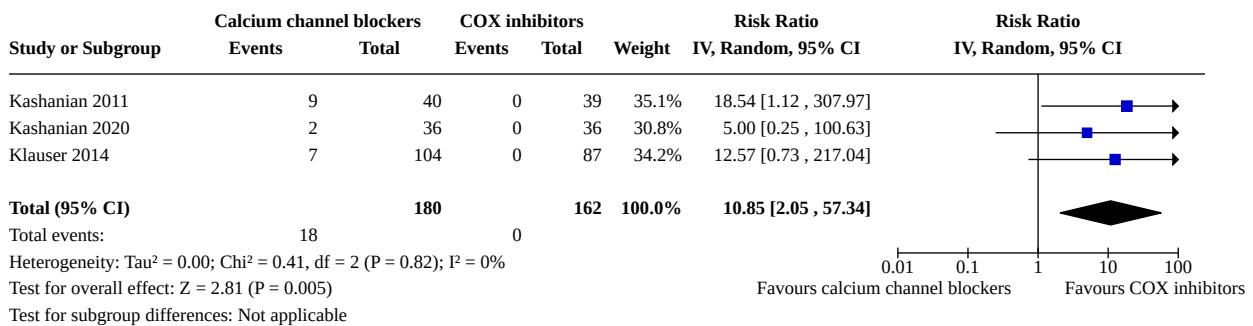 Calcium channel blockers COX inhibitors Risk Ratio Risk Ratio
Study or Subgroup Events Total Events Total Weight IV, Random, 95% CI IV, Random, 95% CI
Kashanian 2011 9 40 0 39 35.1% 18.54 [1.12 , 307.97]
Kashanian 2020 2 36 0 36 30.8% 5.00 [0.25 , 100.63]
Klauser 2014 7 104 0 87 34.2% 12.57 [0.73 , 217.04]
Total (95% CI) 180 162 100.0% 10.85 [2.05 , 57.34]
Total events: 18 0
Heterogeneity: Tau² = 0.00; Chi² = 0.41, df = 2 (P = 0.82); I² = 0% 0.01 0.1 1 10 100
Test for overall effect: Z = 2.81 (P = 0.005) Favours calcium channel blockers Favours COX inhibitors
Test for subgroup differences: Not applicable